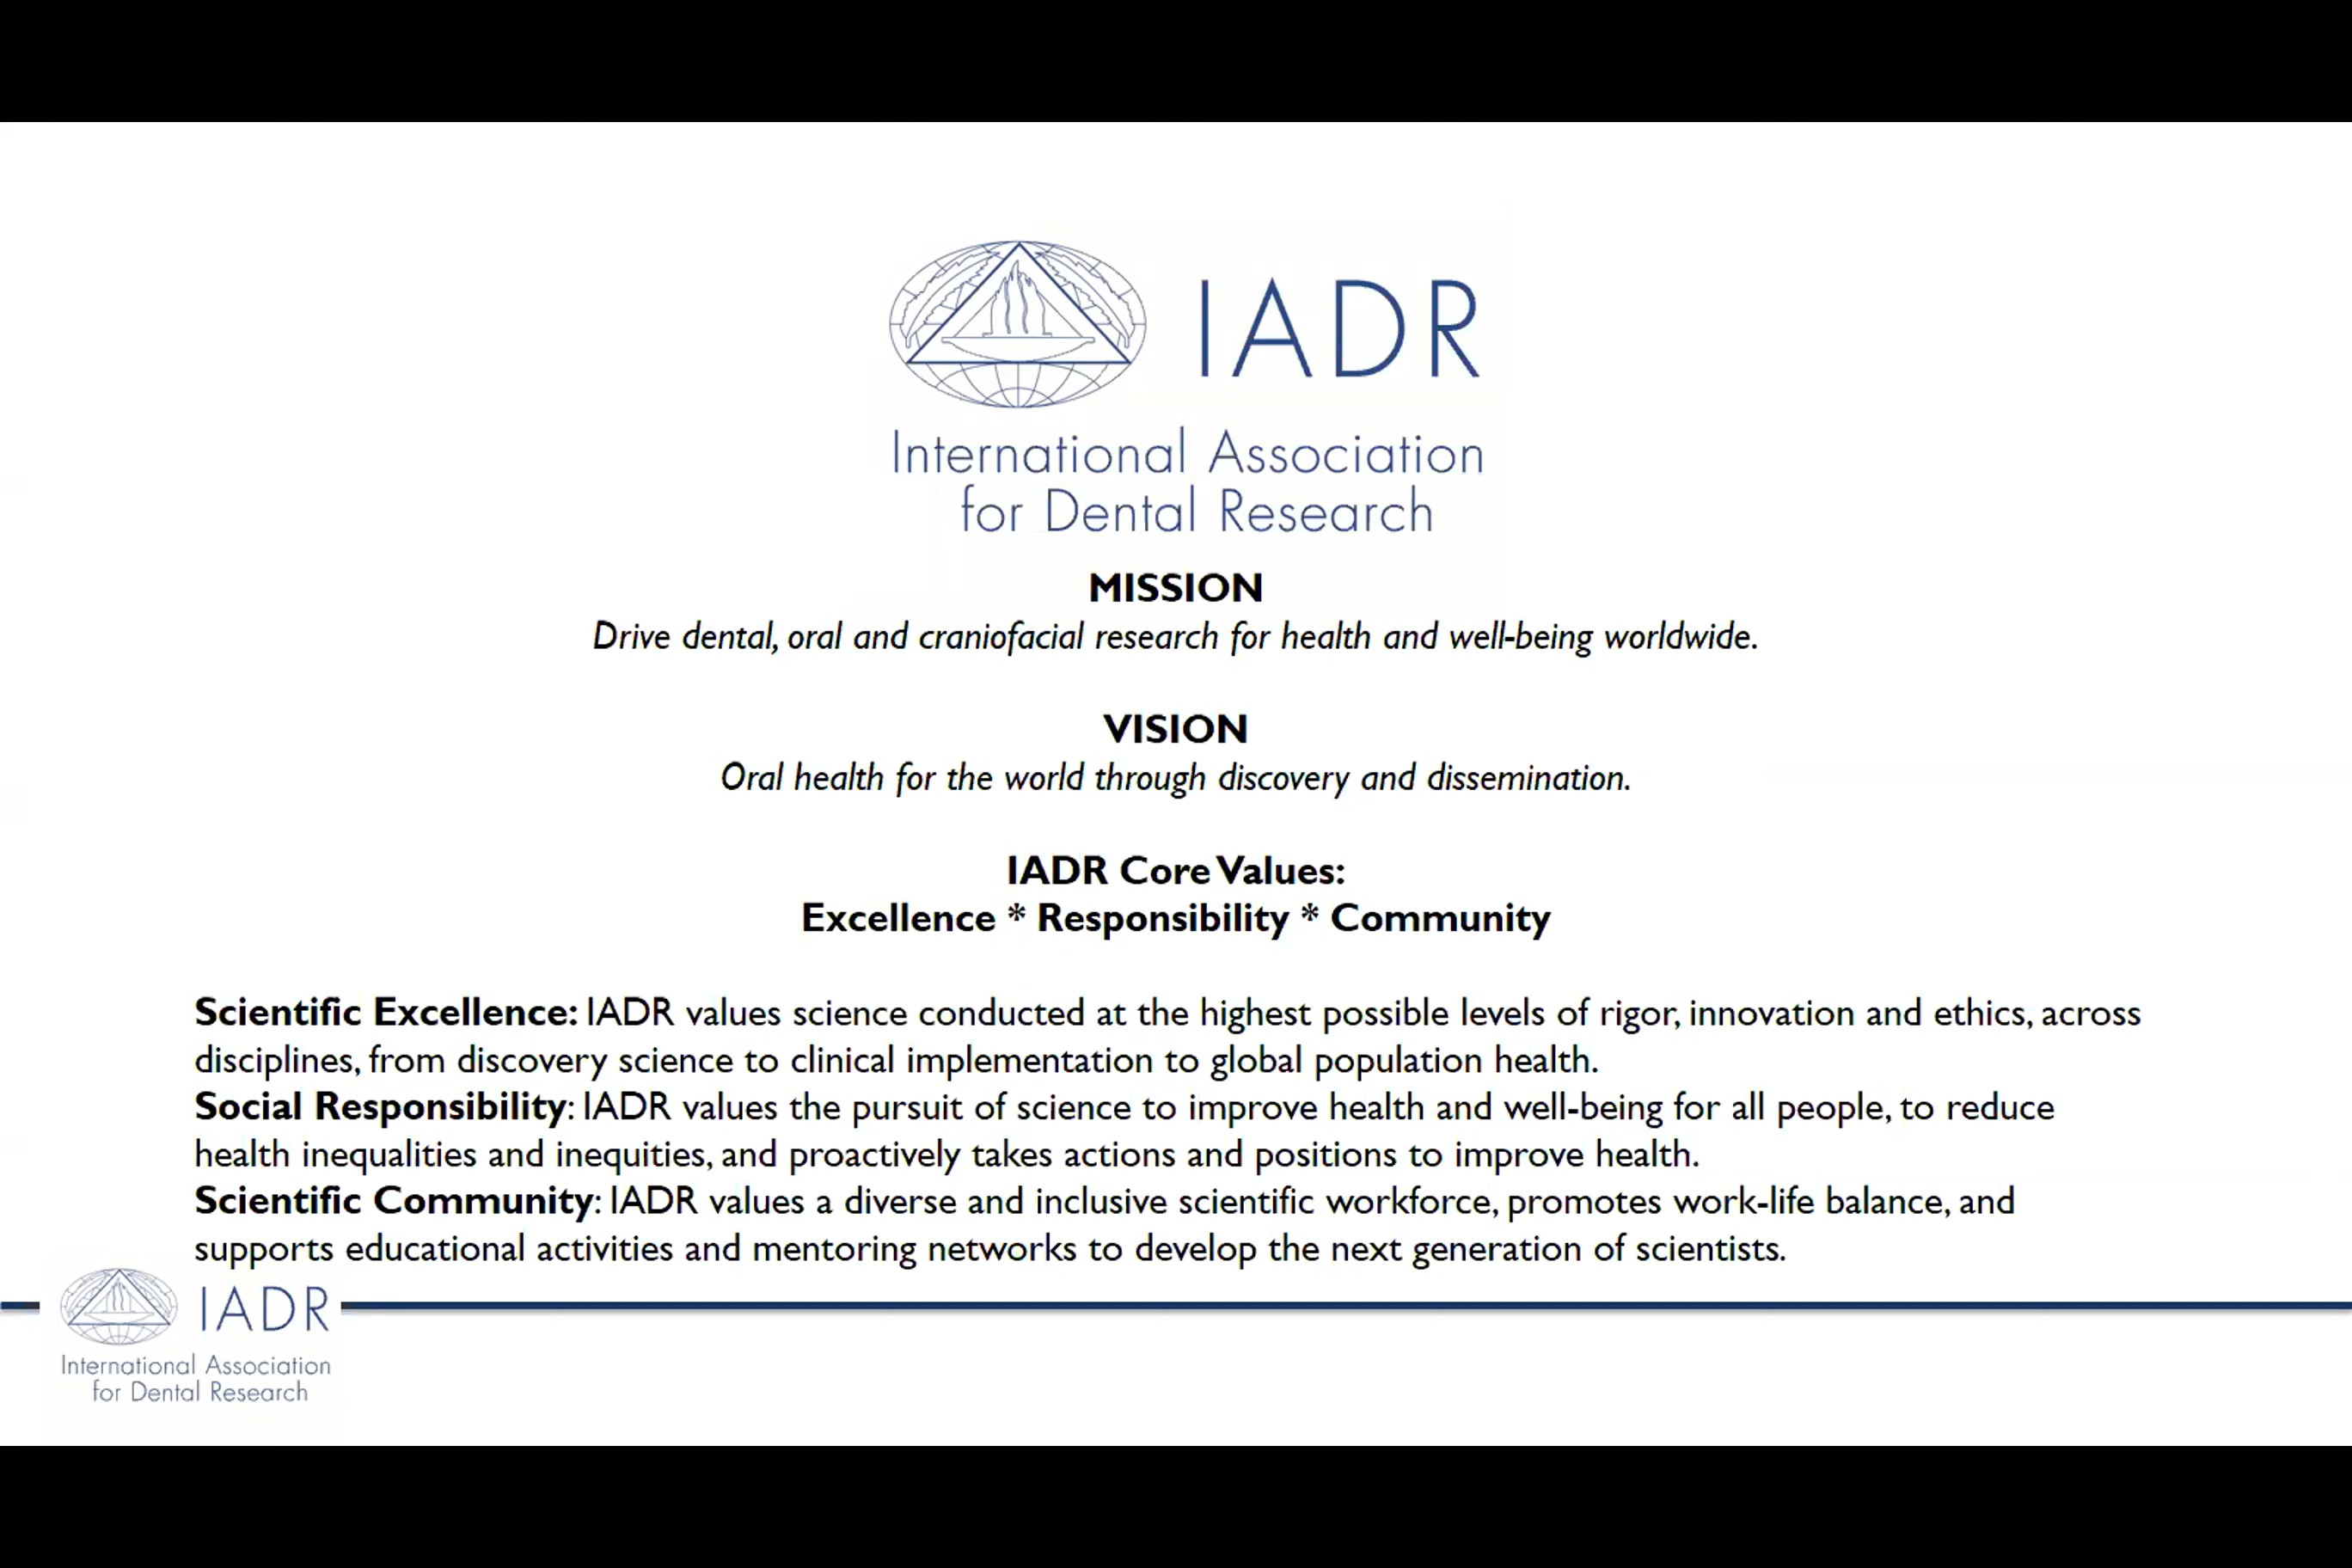 IADR
International Association
for Dental Research
MISSION
Drive dental, oral and craniofacial research for health and well-being worldwide.
VISION
Oral health for the world through discovery and dissemination.
IADR Core Values:
Excellence * Responsibility * Community
Scientific Excellence: IADR values science conducted at the highest possible levels of rigor, innovation and ethics, across
disciplines, from discovery science to clinical implementation to global population health.
Social Responsibility: IADR values the pursuit of science to improve health and well-being for all people, to reduce
health inequalities and inequities, and proactively takes actions and positions to improve health.
Scientific Community: IADR values a diverse and inclusive scientific workforce, promotes work-life balance, and
supports educational activities and mentoring networks to develop the next generation of scientists.
IADR
International Association
for Dental Research